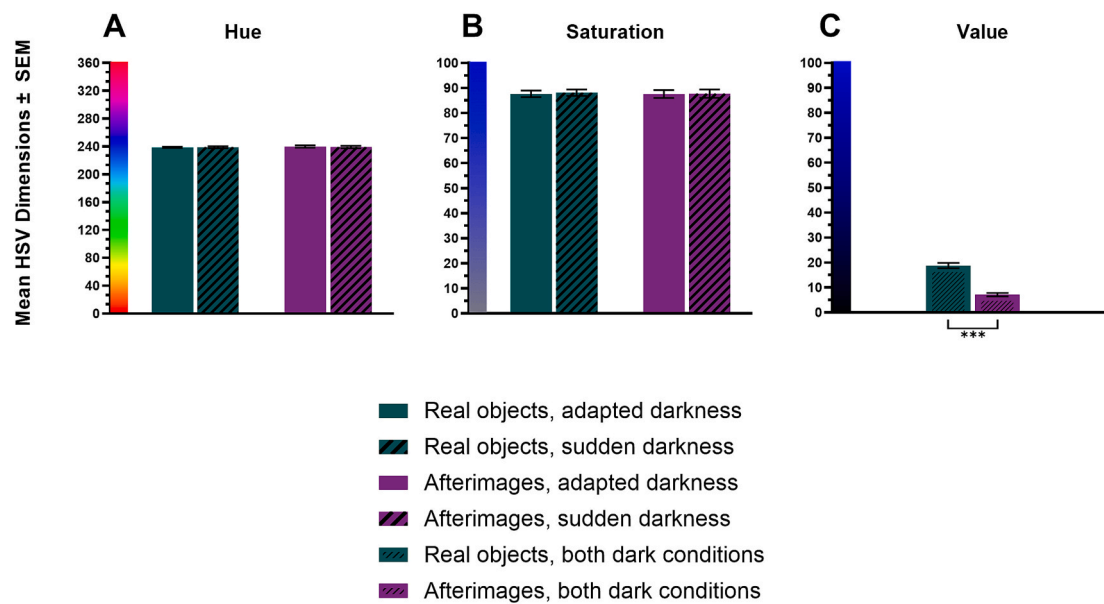 A
Hue
B
Saturation
C
Value
Mean HSV Dimensions ± SEM
360
320
280
240
200
160
120
80
40
0
100
90
80
70
60
50
40
30
20
10
0
100
90
80
70
60
50
40
30
20
10
0
***
Real objects, adapted darkness
Real objects, sudden darkness
Afterimages, adapted darkness
Afterimages, sudden darkness
Real objects, both dark conditions
Afterimages, both dark conditions